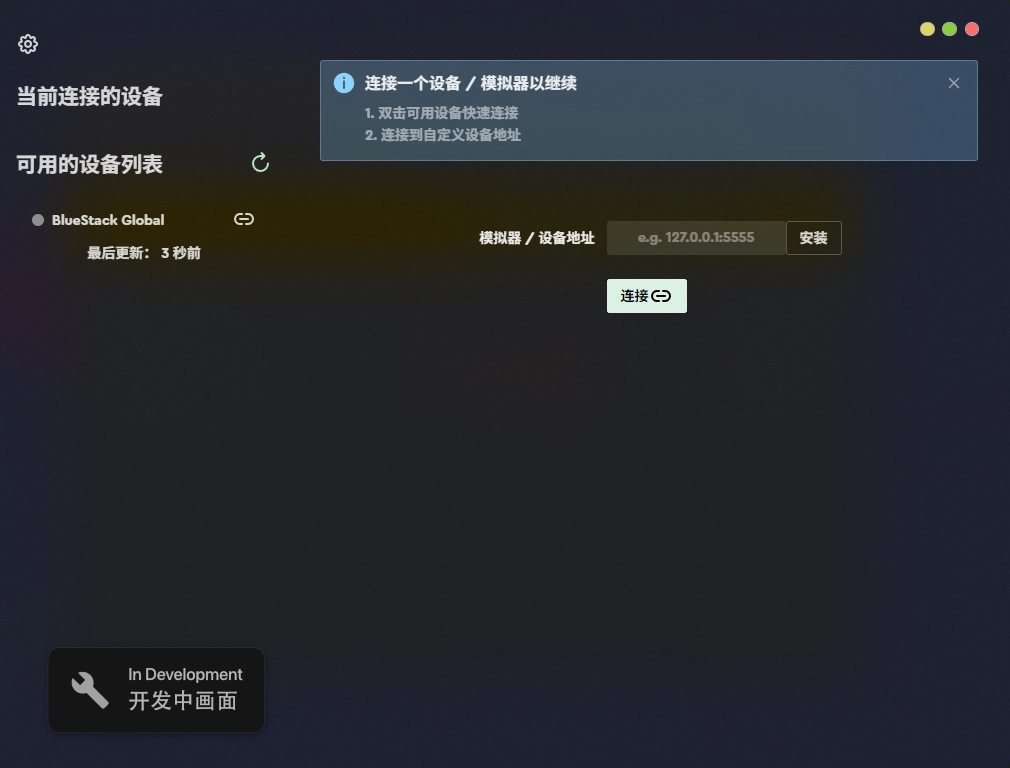 当前连接的设备
可用的设备列表
BlueStack Global
最后更新： 3 秒前
连接一个设备 / 模拟器以继续
1. 双击可用设备快速连接
2. 连接到自定义设备地址
模拟器 / 设备地址
e.g. 127.0.0.1:5555
安装
连接
In Development
开发中画面